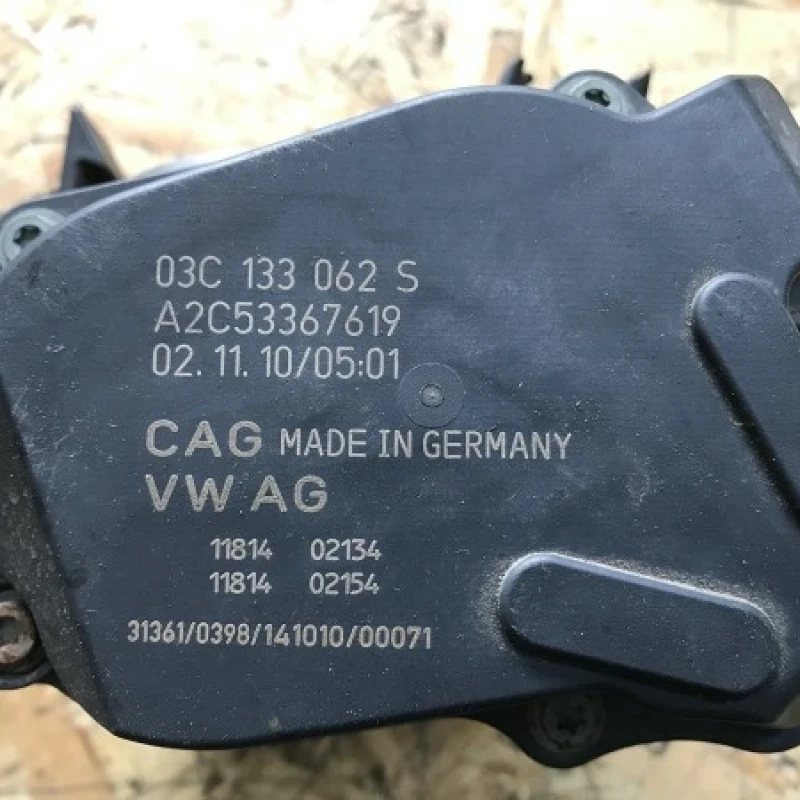 03C 133 062 S
A2C53367619
02.11.10/05:01
CAG MADE IN GERMANY
VW AG
11814 02134
11814 02154
31361/0398/141010/00071